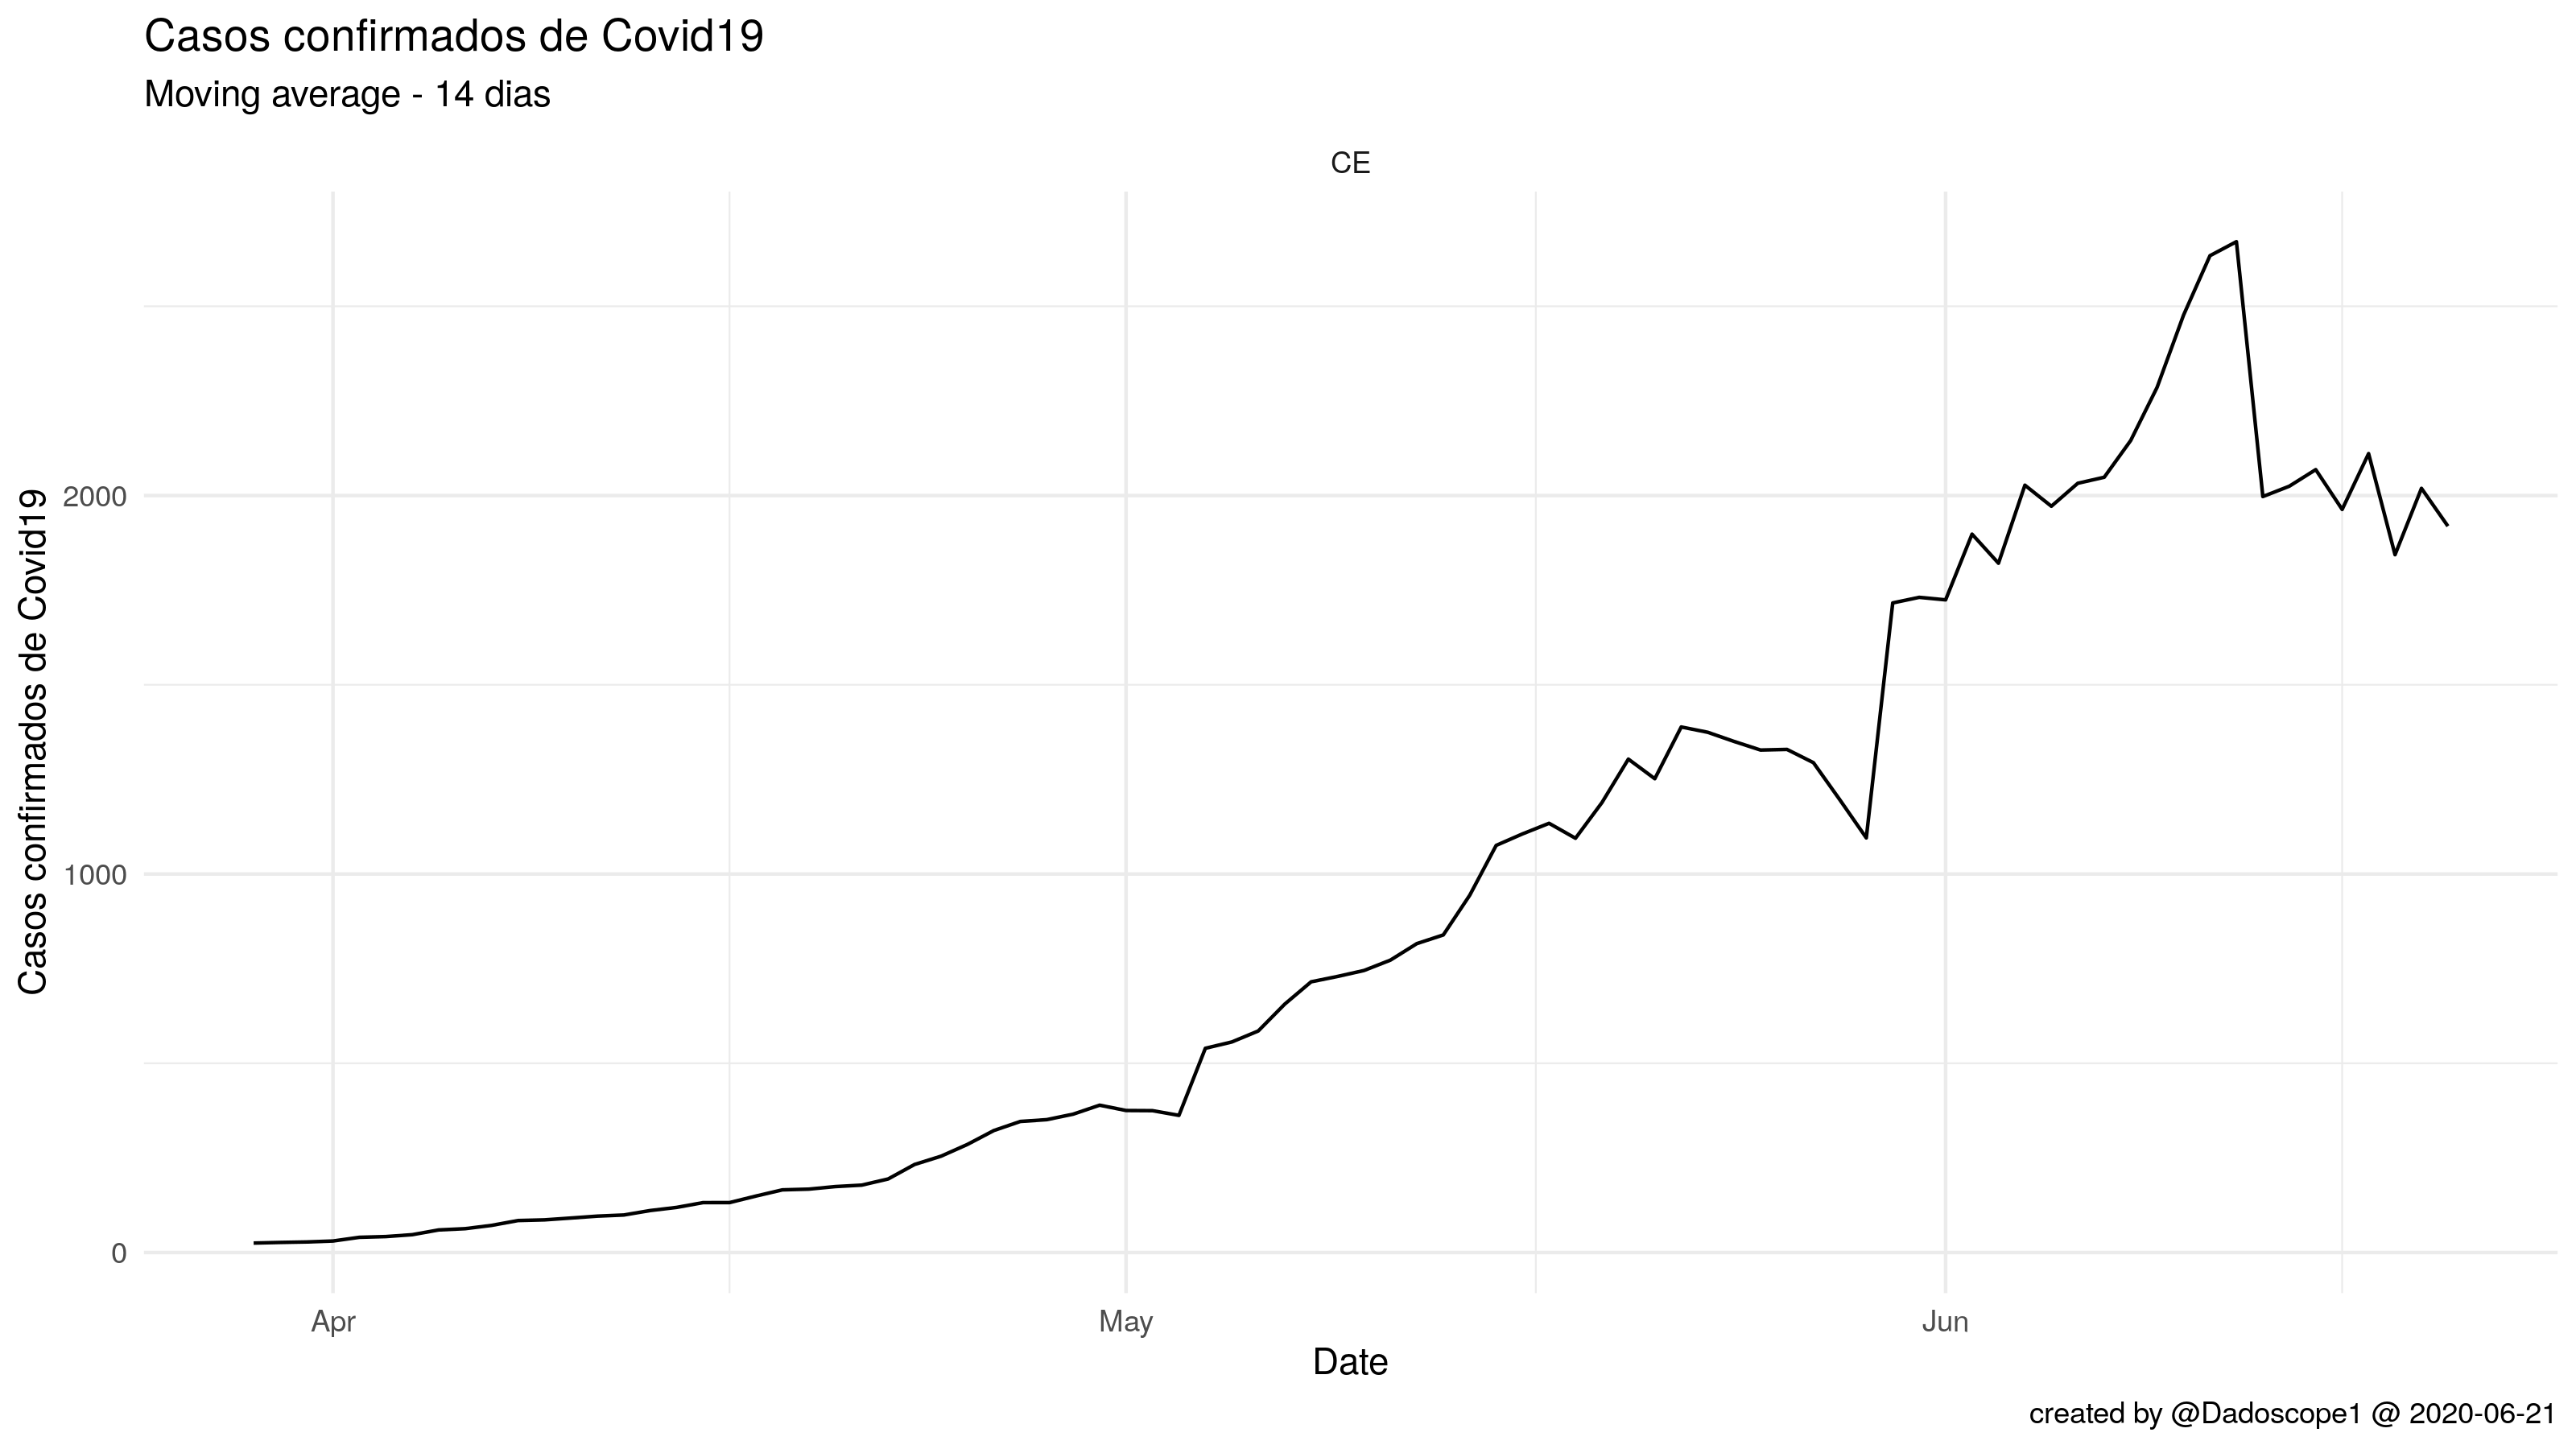 Casos confirmados de Covid19
Moving average - 14 dias
CE
Casos confirmados de Covid19
2000
1000
0
Apr
May
Jun
Date
created by @Dadoscope1 @ 2020-06-21